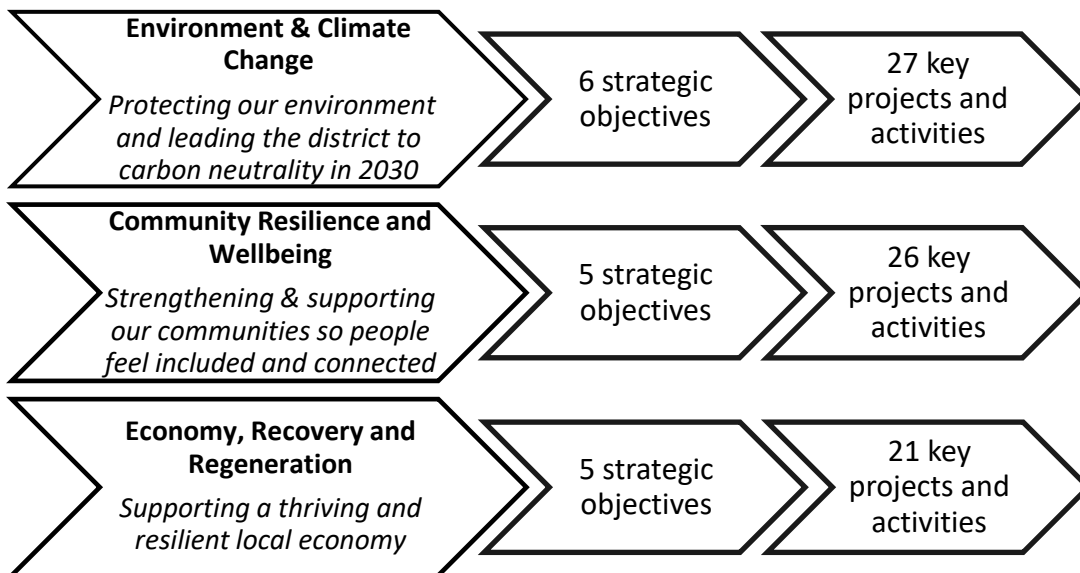 Environment & Climate
Change
Protecting our environment
and leading the district to
carbon neutrality in 2030
6 strategic
objectives
27 key
projects and
activities
Community Resilience and
Wellbeing
Strengthening & supporting
our communities so people
feel included and connected
5 strategic
objectives
26 key
projects and
activities
Economy, Recovery and
Regeneration
Supporting a thriving and
resilient local economy
5 strategic
objectives
21 key
projects and
activities